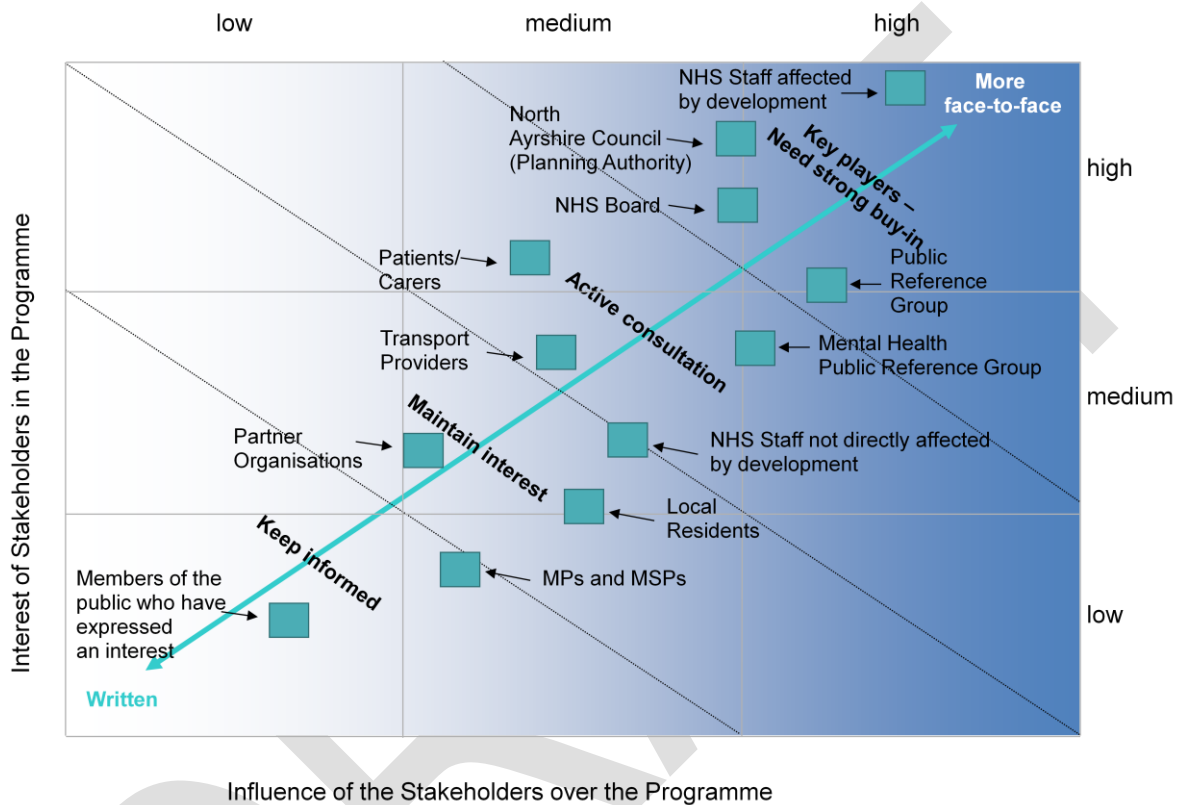 low
medium
high
NHS Staff affected
by development
More
face-to-face
North
Ayrshire Council
(Planning Authority)
Key players –
Need strong buy-in
high
NHS Board
Patients/
Carers
Public
Reference
Group
Active consultation
Transport
Providers
Mental Health
Public Reference Group
medium
Maintain interest
Partner
Organisations
NHS Staff not directly affected
by development
Local
Residents
Keep informed
MPs and MSPs
Members of the
public who have
expressed
an interest
low
Written
Interest of Stakeholders in the Programme
Influence of the Stakeholders over the Programme